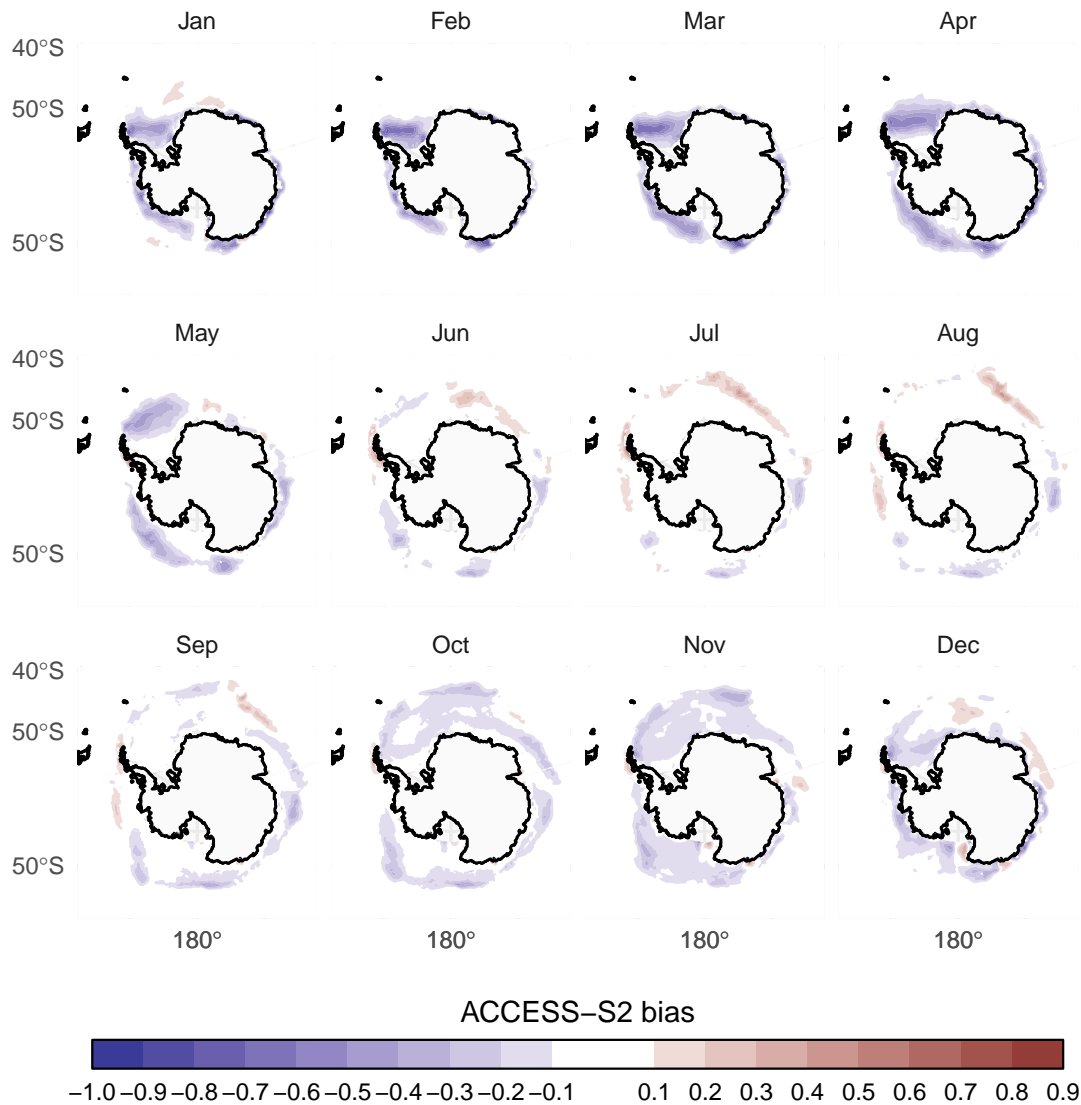 Jan Feb Mar Apr
40°S
50°S
50°S
May Jun Jul Aug
40°S
50°S
50°S
Sep Oct Nov Dec
40°S
50°S
50°S
180° 180° 180° 180°
ACCESS−S2 bias
−1.0 −0.9 −0.8 −0.7 −0.6 −0.5 −0.4 −0.3 −0.2 −0.1 0.1 0.2 0.3 0.4 0.5 0.6 0.7 0.8 0.9